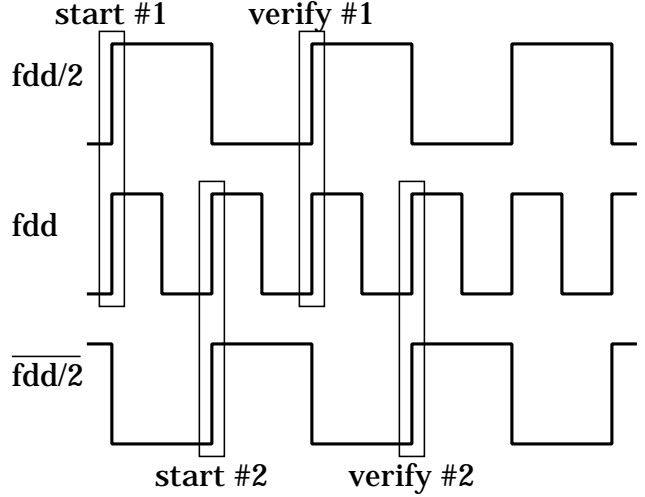 start #1 verify #1
fdd/2
fdd
fdd/2
start #2 verify #2